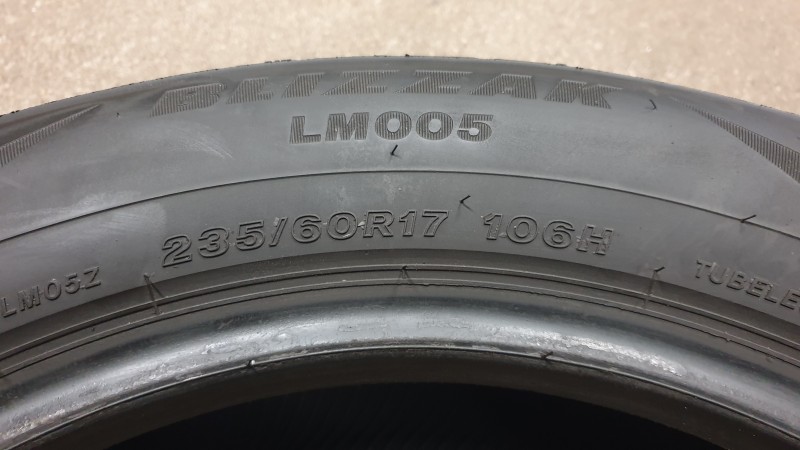 BLIZZAK
LM005
235/60R17 106H
LM05Z
TUBELE